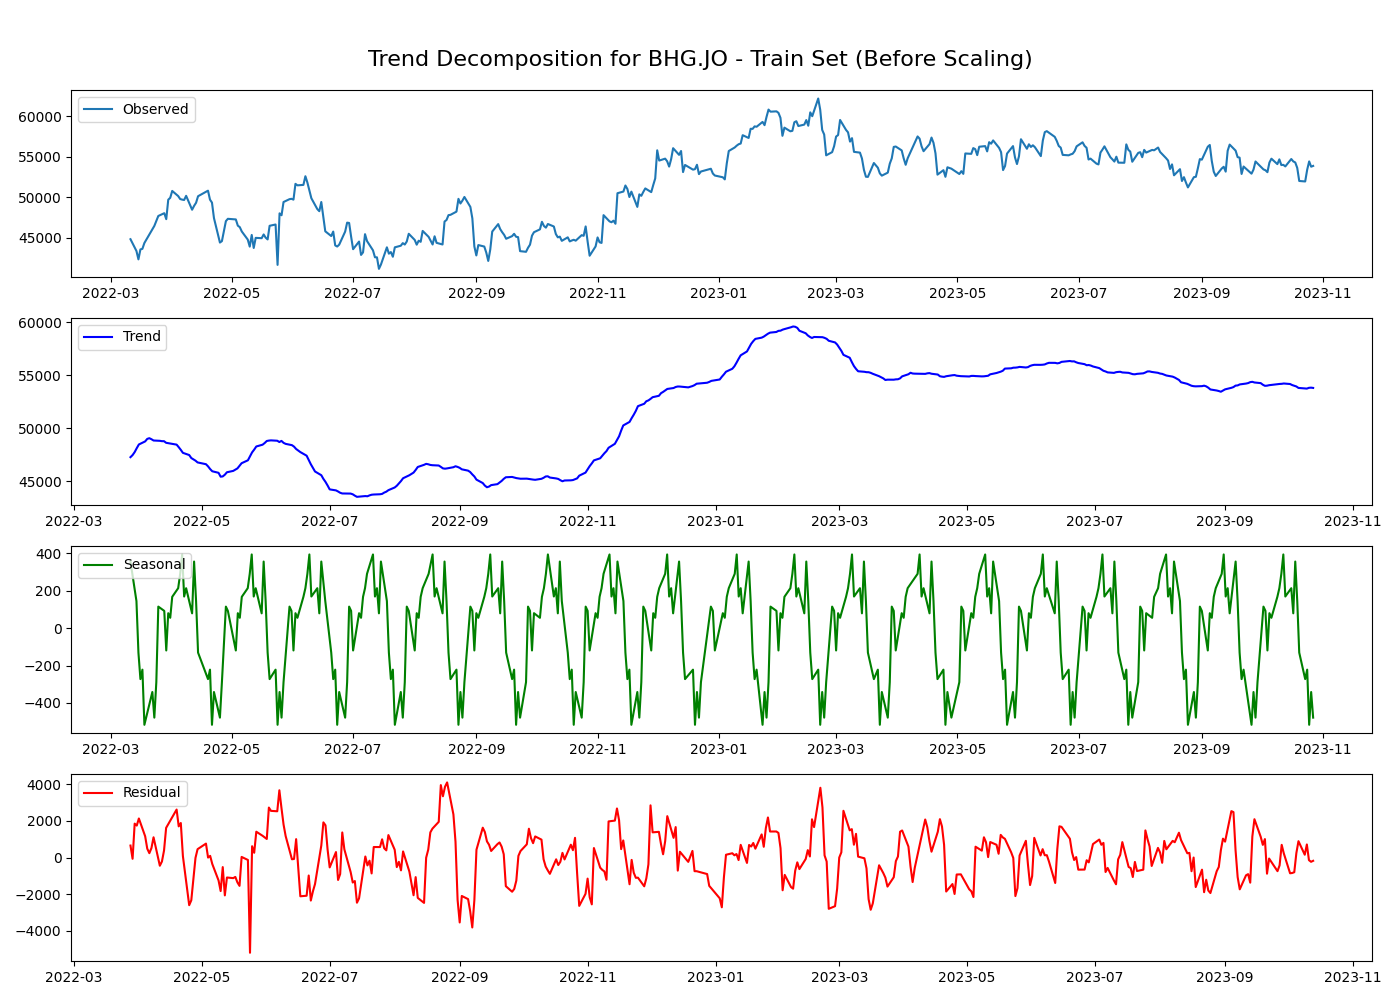 Trend Decomposition for BHG.JO - Train Set (Before Scaling)
Observed
60000
55000
50000
45000
2022-03 2022-05 2022-07 2022-09 2022-11 2023-01 2023-03 2023-05 2023-07 2023-09 2023-11
Trend
60000
55000
50000
45000
2022-03 2022-05 2022-07 2022-09 2022-11 2023-01 2023-03 2023-05 2023-07 2023-09 2023-11
Seasonal
400
200
0
−200
−400
2022-03 2022-05 2022-07 2022-09 2022-11 2023-01 2023-03 2023-05 2023-07 2023-09 2023-11
Residual
4000
2000
0
−2000
−4000
2022-03 2022-05 2022-07 2022-09 2022-11 2023-01 2023-03 2023-05 2023-07 2023-09 2023-11